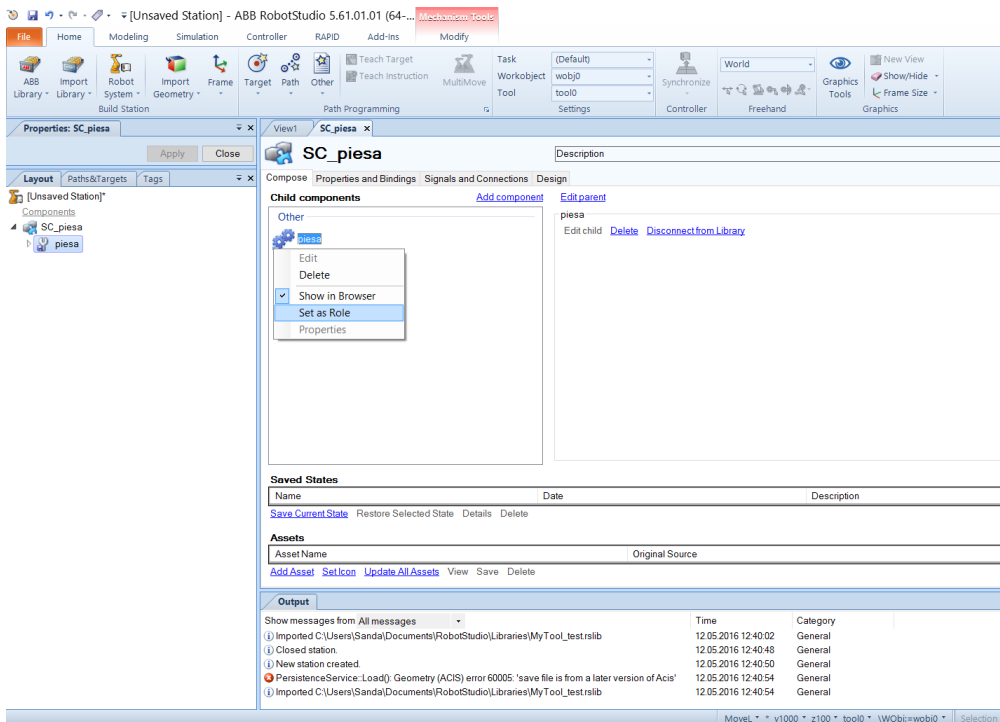 [Unsaved Station] - ABB RobotStudio 5.61.01.01 (64-...
Mechanism Tools
File Home Modeling Simulation Controller RAPID Add-Ins Modify
ABB Library
Import Library
Robot System
Import Geometry
Frame
Build Station
Target
Path
Other
Teach Target
Teach Instruction
MultiMove
Path Programming
Task (Default)
Workobject wobj0
Tool tool0
Settings
Synchronize
Controller
World
Freehand
Graphics Tools
New View
Show/Hide
Frame Size
Graphics
Properties: SC_piesa
Apply Close
Layout Paths&Targets Tags
[Unsaved Station]*
Components
SC_piesa
piesa
View1 SC_piesa
SC_piesa
Description
Compose Properties and Bindings Signals and Connections Design
Child components Add component Edit parent
Other
piesa
Edit
Delete
Show in Browser
Set as Role
Properties
piesa
Edit child Delete Disconnect from Library
Saved States
Name Date Description
Save Current State Restore Selected State Details Delete
Assets
Asset Name Original Source
Add Asset Set Icon Update All Assets View Save Delete
Output
Show messages from All messages Time Category
Imported C:\Users\Sanda\Documents\RobotStudio\Libraries\MyTool_test.rslib 12.05.2016 12:40:02 General
Closed station. 12.05.2016 12:40:48 General
New station created. 12.05.2016 12:40:50 General
PersistenceService::Load(): Geometry (ACIS) error 60005: 'save file is from a later version of Acis' 12.05.2016 12:40:54 General
Imported C:\Users\Sanda\Documents\RobotStudio\Libraries\MyTool_test.rslib 12.05.2016 12:40:54 General
MoveL * * v1000 * z100 * tool0 * \WObj:=wobj0 * Selection